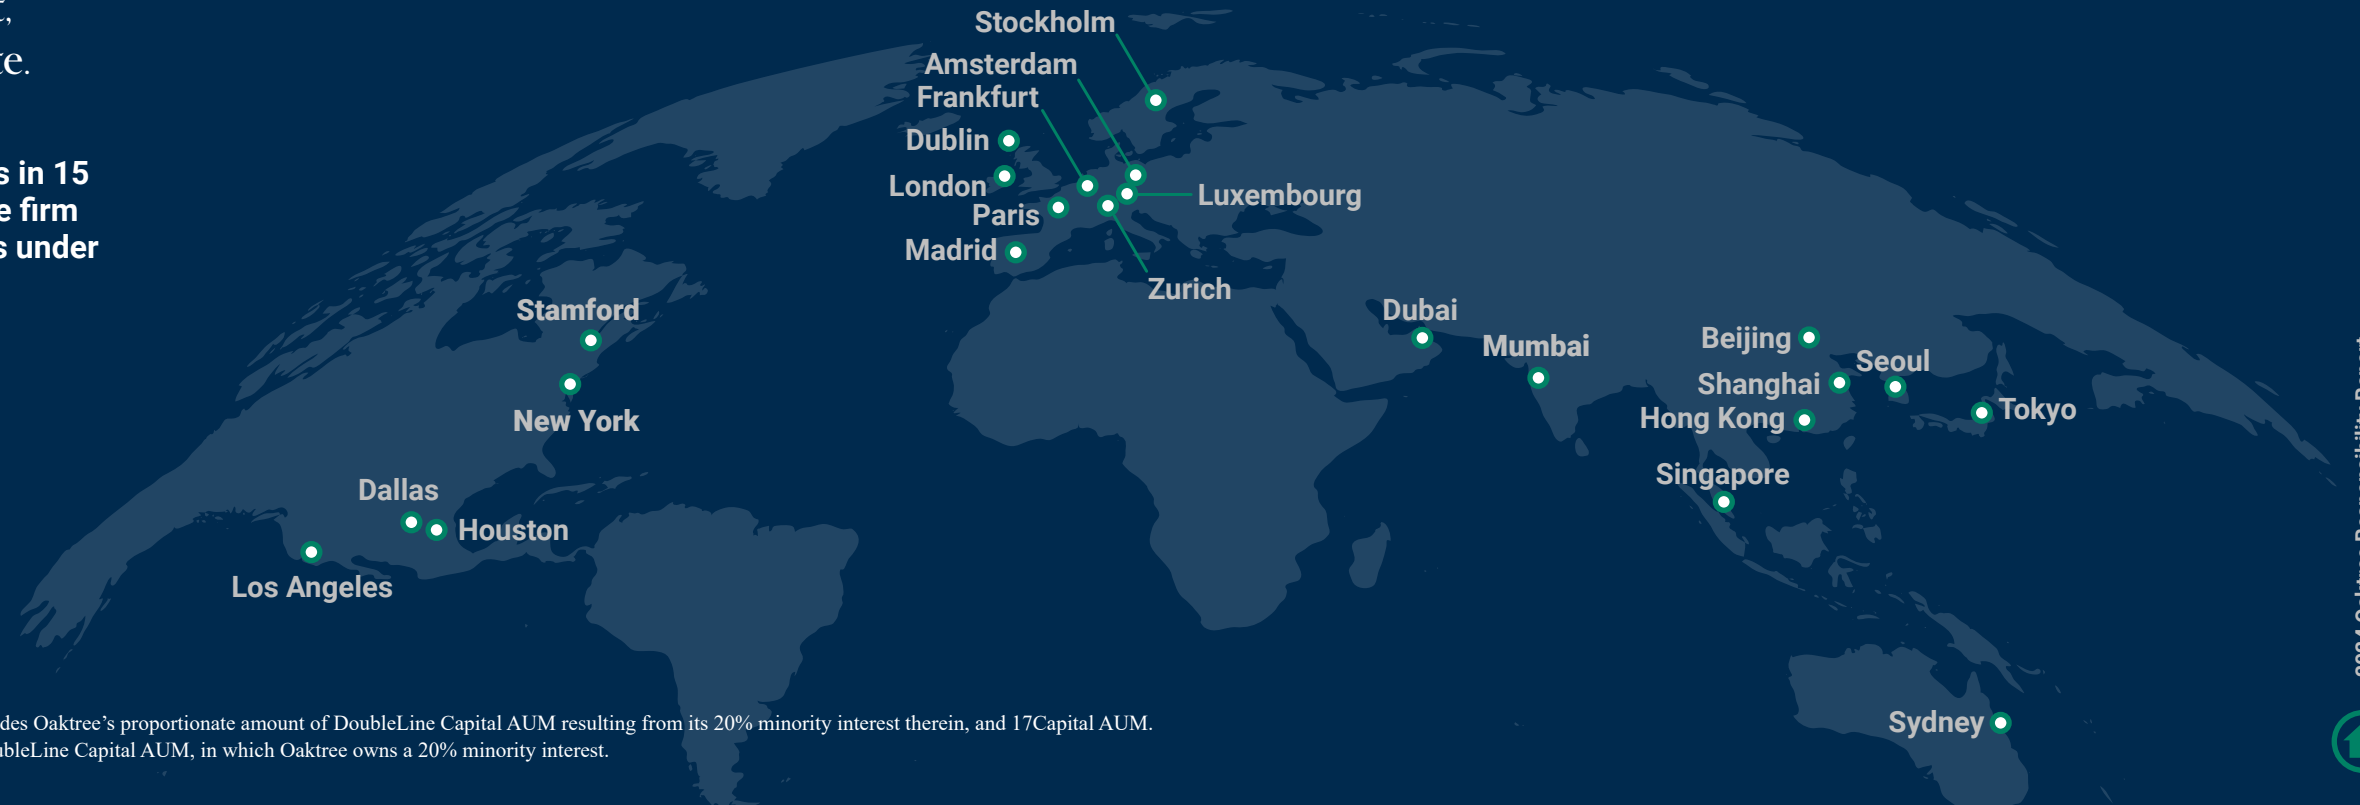 te.
s in 15
e firm
s under
Stockholm
Amsterdam
Frankfurt
Dublin
London
Luxembourg
Paris
Madrid
Zurich
Stamford
New York
Dallas
Houston
Los Angeles
Dubai
Mumbai
Beijing
Seoul
Shanghai
Tokyo
Hong Kong
Singapore
Sydney
des Oaktree’s proportionate amount of DoubleLine Capital AUM resulting from its 20% minority interest therein, and 17Capital AUM.
ubleLine Capital AUM, in which Oaktree owns a 20% minority interest.